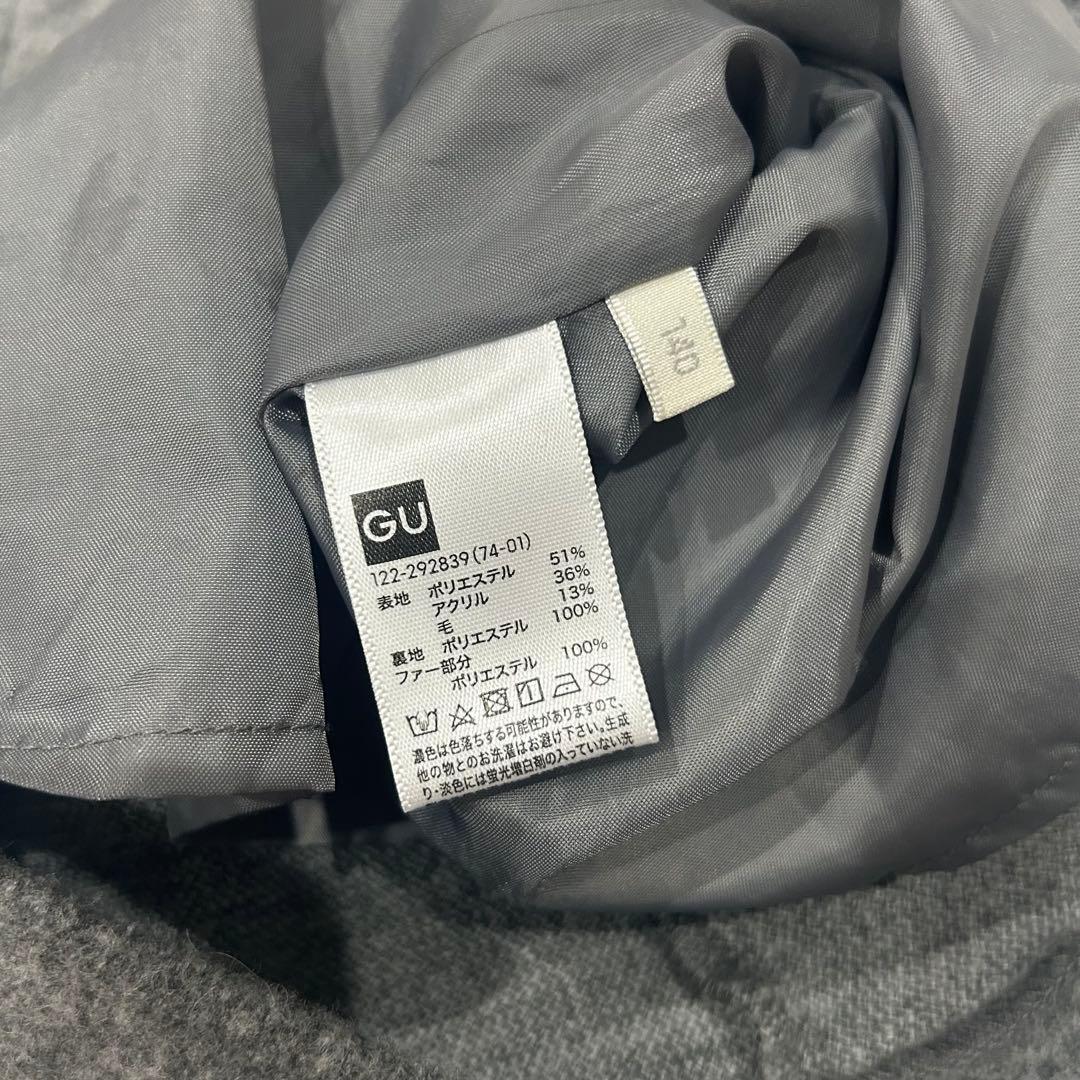 140
GU
122-292839(74-01)
表地 ポリエステル 51%
アクリル 36%
毛 13%
裏地 ポリエステル 100%
ファー部分
ポリエステル 100%
濃色は色落ちする可能性がありますので、
他の物とのお洗濯はお避け下さい。生成
り・淡色には蛍光増白剤の入っていない洗